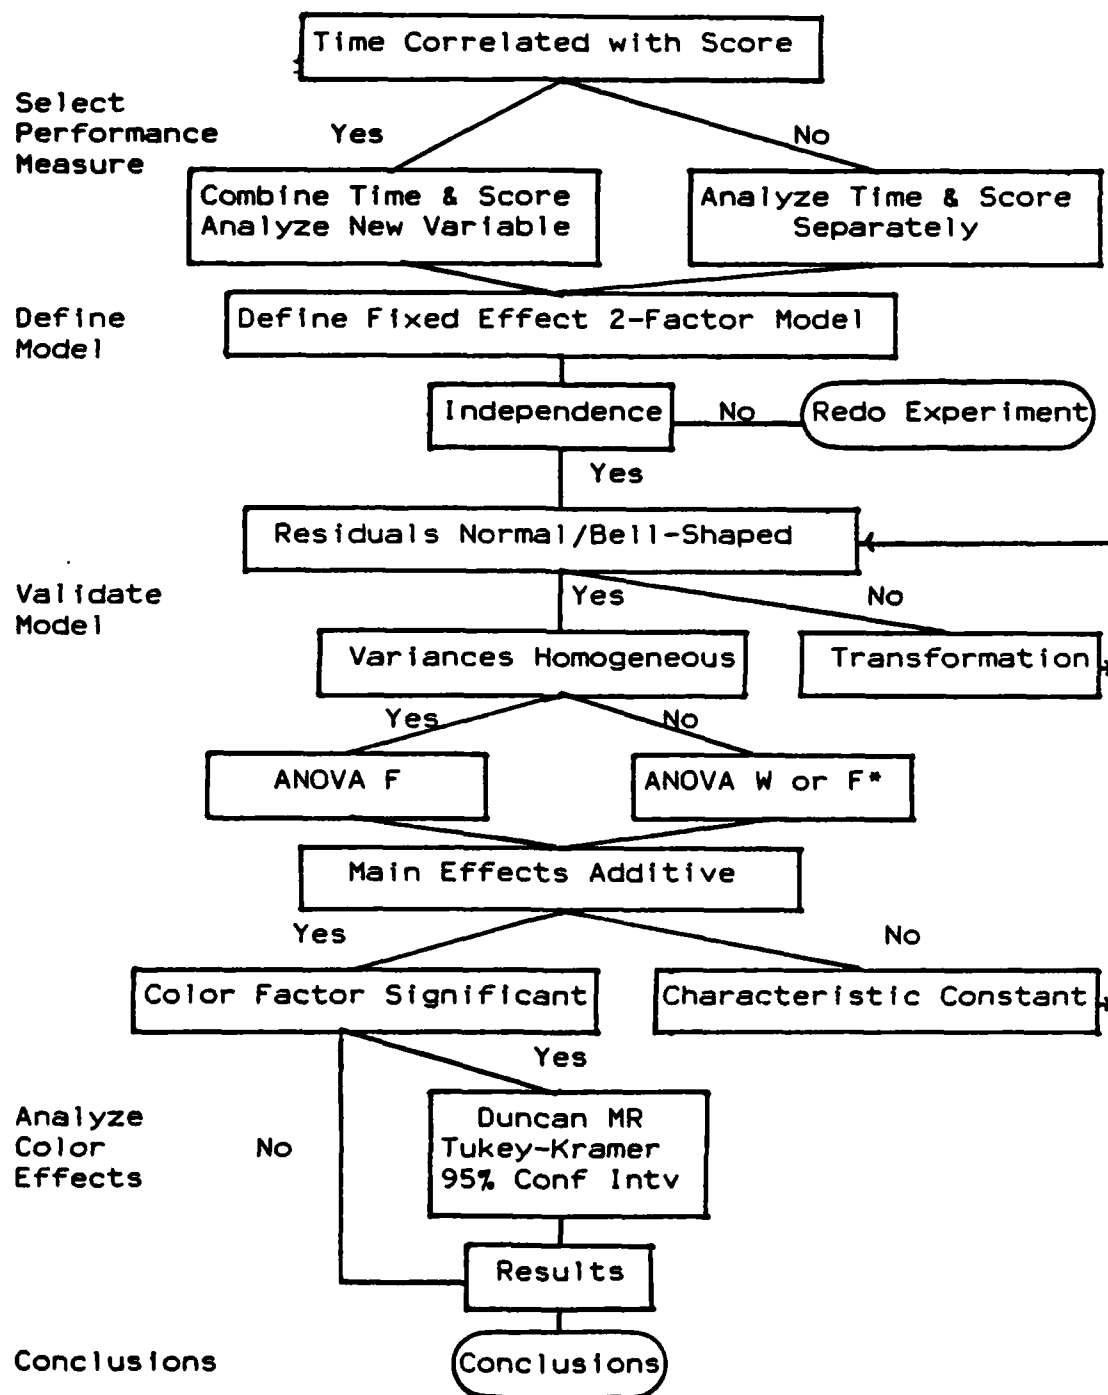 Time Correlated with Score
Select
Performance
Measure
Yes
No
Combine Time & Score
Analyze New Variable
Analyze Time & Score
Separately
Define
Model
Define Fixed Effect 2-Factor Model
Independence
No
Redo Experiment
Yes
Residuals Normal/Bell-Shaped
Validate
Model
Yes
No
Variances Homogeneous
Transformation
Yes
No
ANOVA F
ANOVA W or F*
Main Effects Additive
Yes
No
Color Factor Significant
Characteristic Constant
Yes
Analyze
Color
Effects
No
Duncan MR
Tukey-Kramer
95% Conf Intv
Results
Conclusions
Conclusions